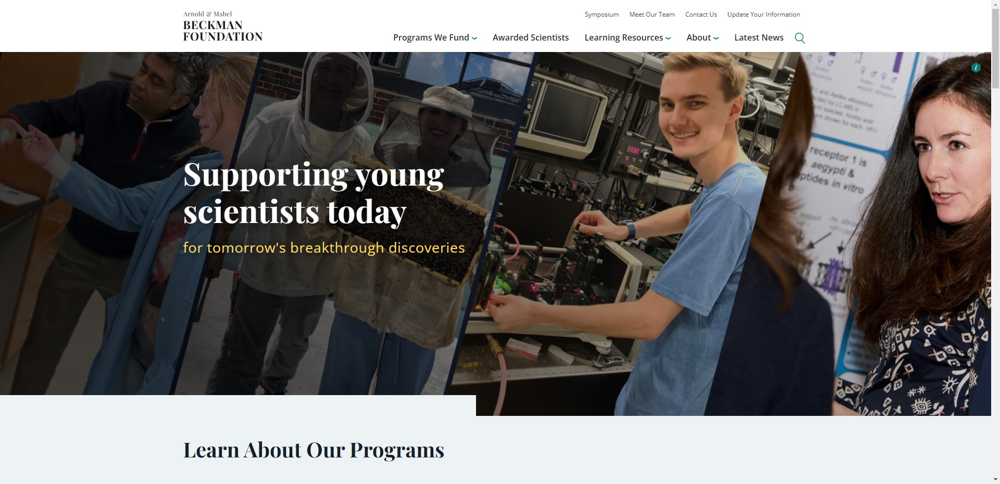 Arnold & Mabel
BECKMAN
FOUNDATION
Symposium
Meet Our Team
Contact Us
Update Your Information
Programs We Fund
Awarded Scientists
Learning Resources
About
Latest News
i
Supporting young
scientists today
for tomorrow's breakthrough discoveries
732
receptor 1 is
aegypti &
ptides in vitro
Learn About Our Programs